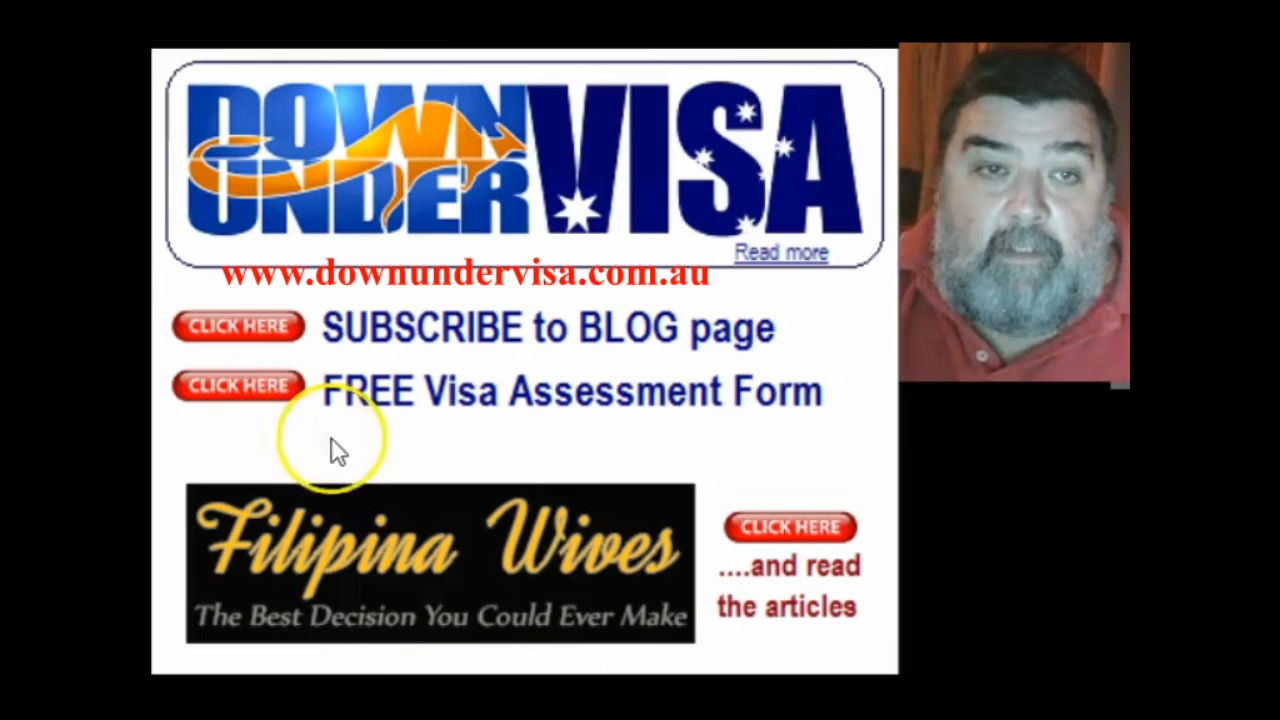 DOWN
UNDER
VISA
Read more
www.downundervisa.com.au
CLICK HERE SUBSCRIBE to BLOG page
CLICK HERE FREE Visa Assessment Form
Filipina Wives
The Best Decision You Could Ever Make
CLICK HERE
....and read
the articles